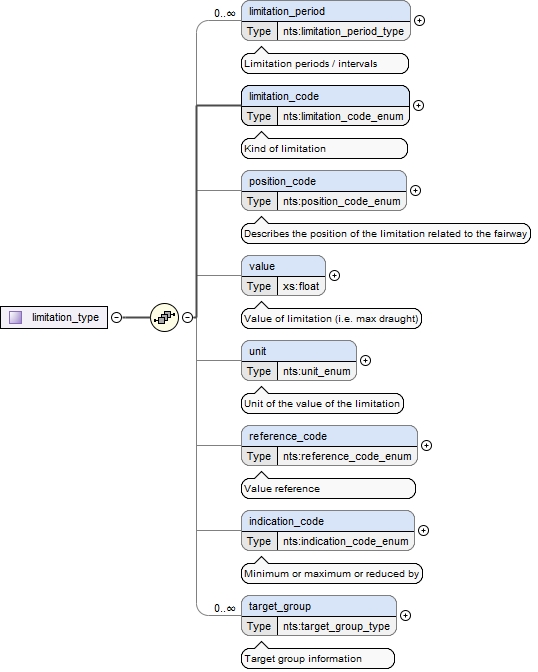 0..∞
limitation_period
Type nts:limitation_period_type
Limitation periods / intervals
limitation_code
Type nts:limitation_code_enum
Kind of limitation
position_code
Type nts:position_code_enum
Describes the position of the limitation related to the fairway
value
Type xs:float
Value of limitation (i.e. max draught)
limitation_type
unit
Type nts:unit_enum
Unit of the value of the limitation
reference_code
Type nts:reference_code_enum
Value reference
indication_code
Type nts:indication_code_enum
Minimum or maximum or reduced by
0..∞
target_group
Type nts:target_group_type
Target group information